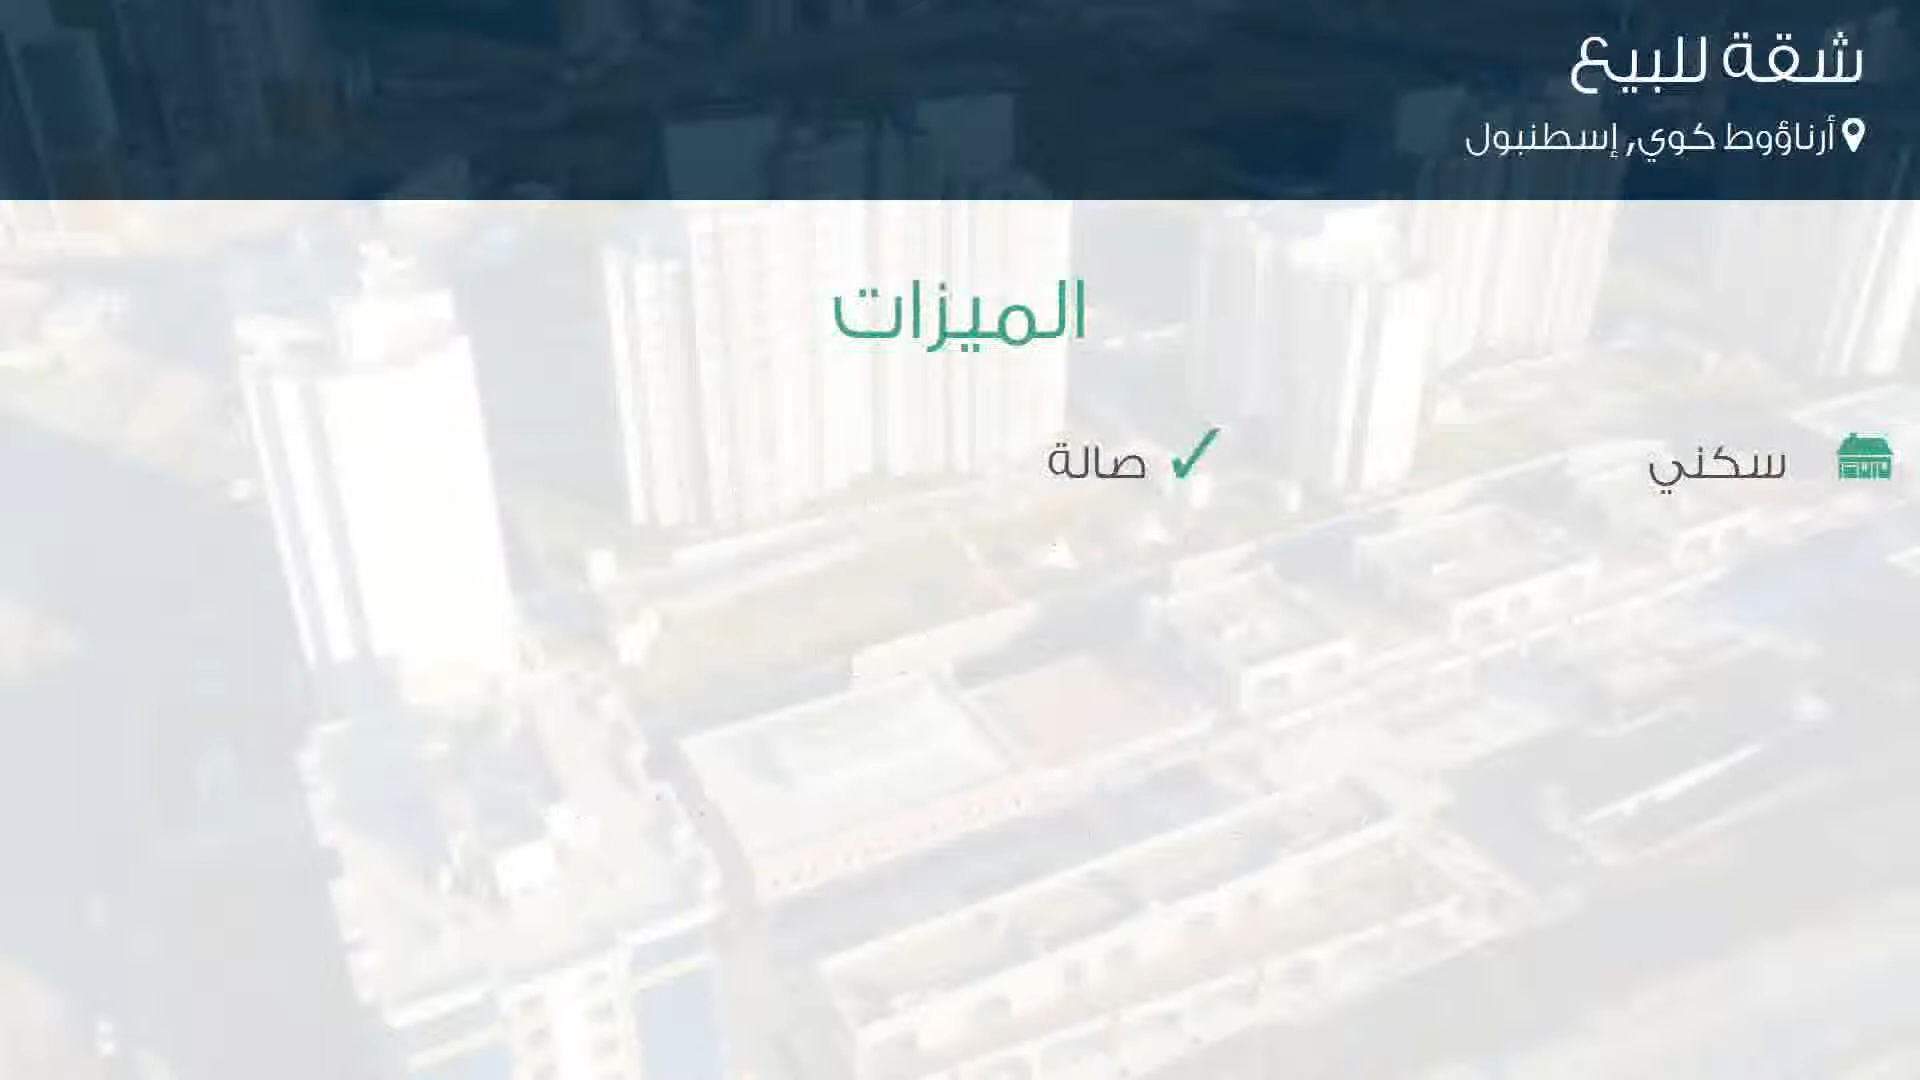 شقة للبيع
أرناؤوط كوي, إسطنبول
الميزات
سكني
صالة